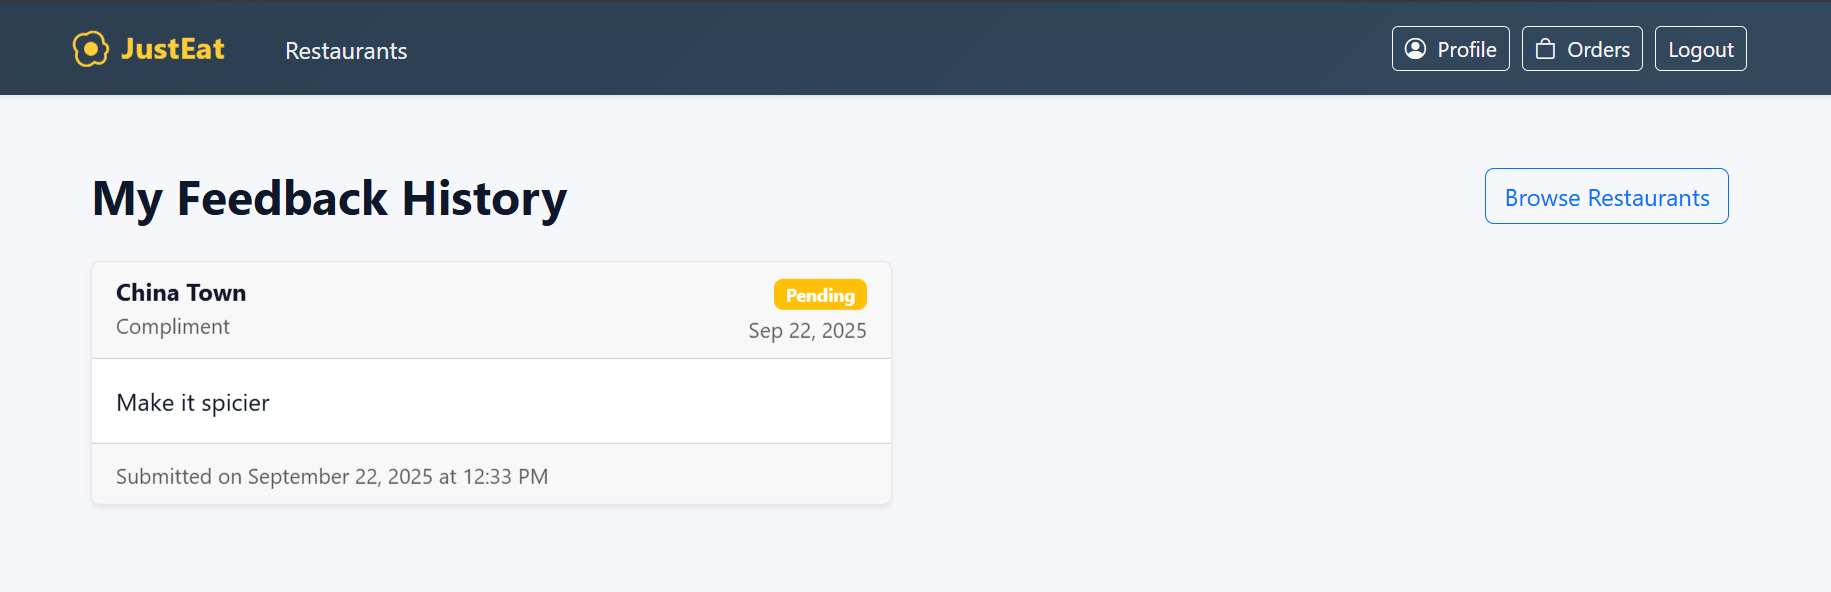 JustEat
Restaurants
Profile
Orders
Logout
My Feedback History
Browse Restaurants
China Town
Pending
Compliment
Sep 22, 2025
Make it spicier
Submitted on September 22, 2025 at 12:33 PM